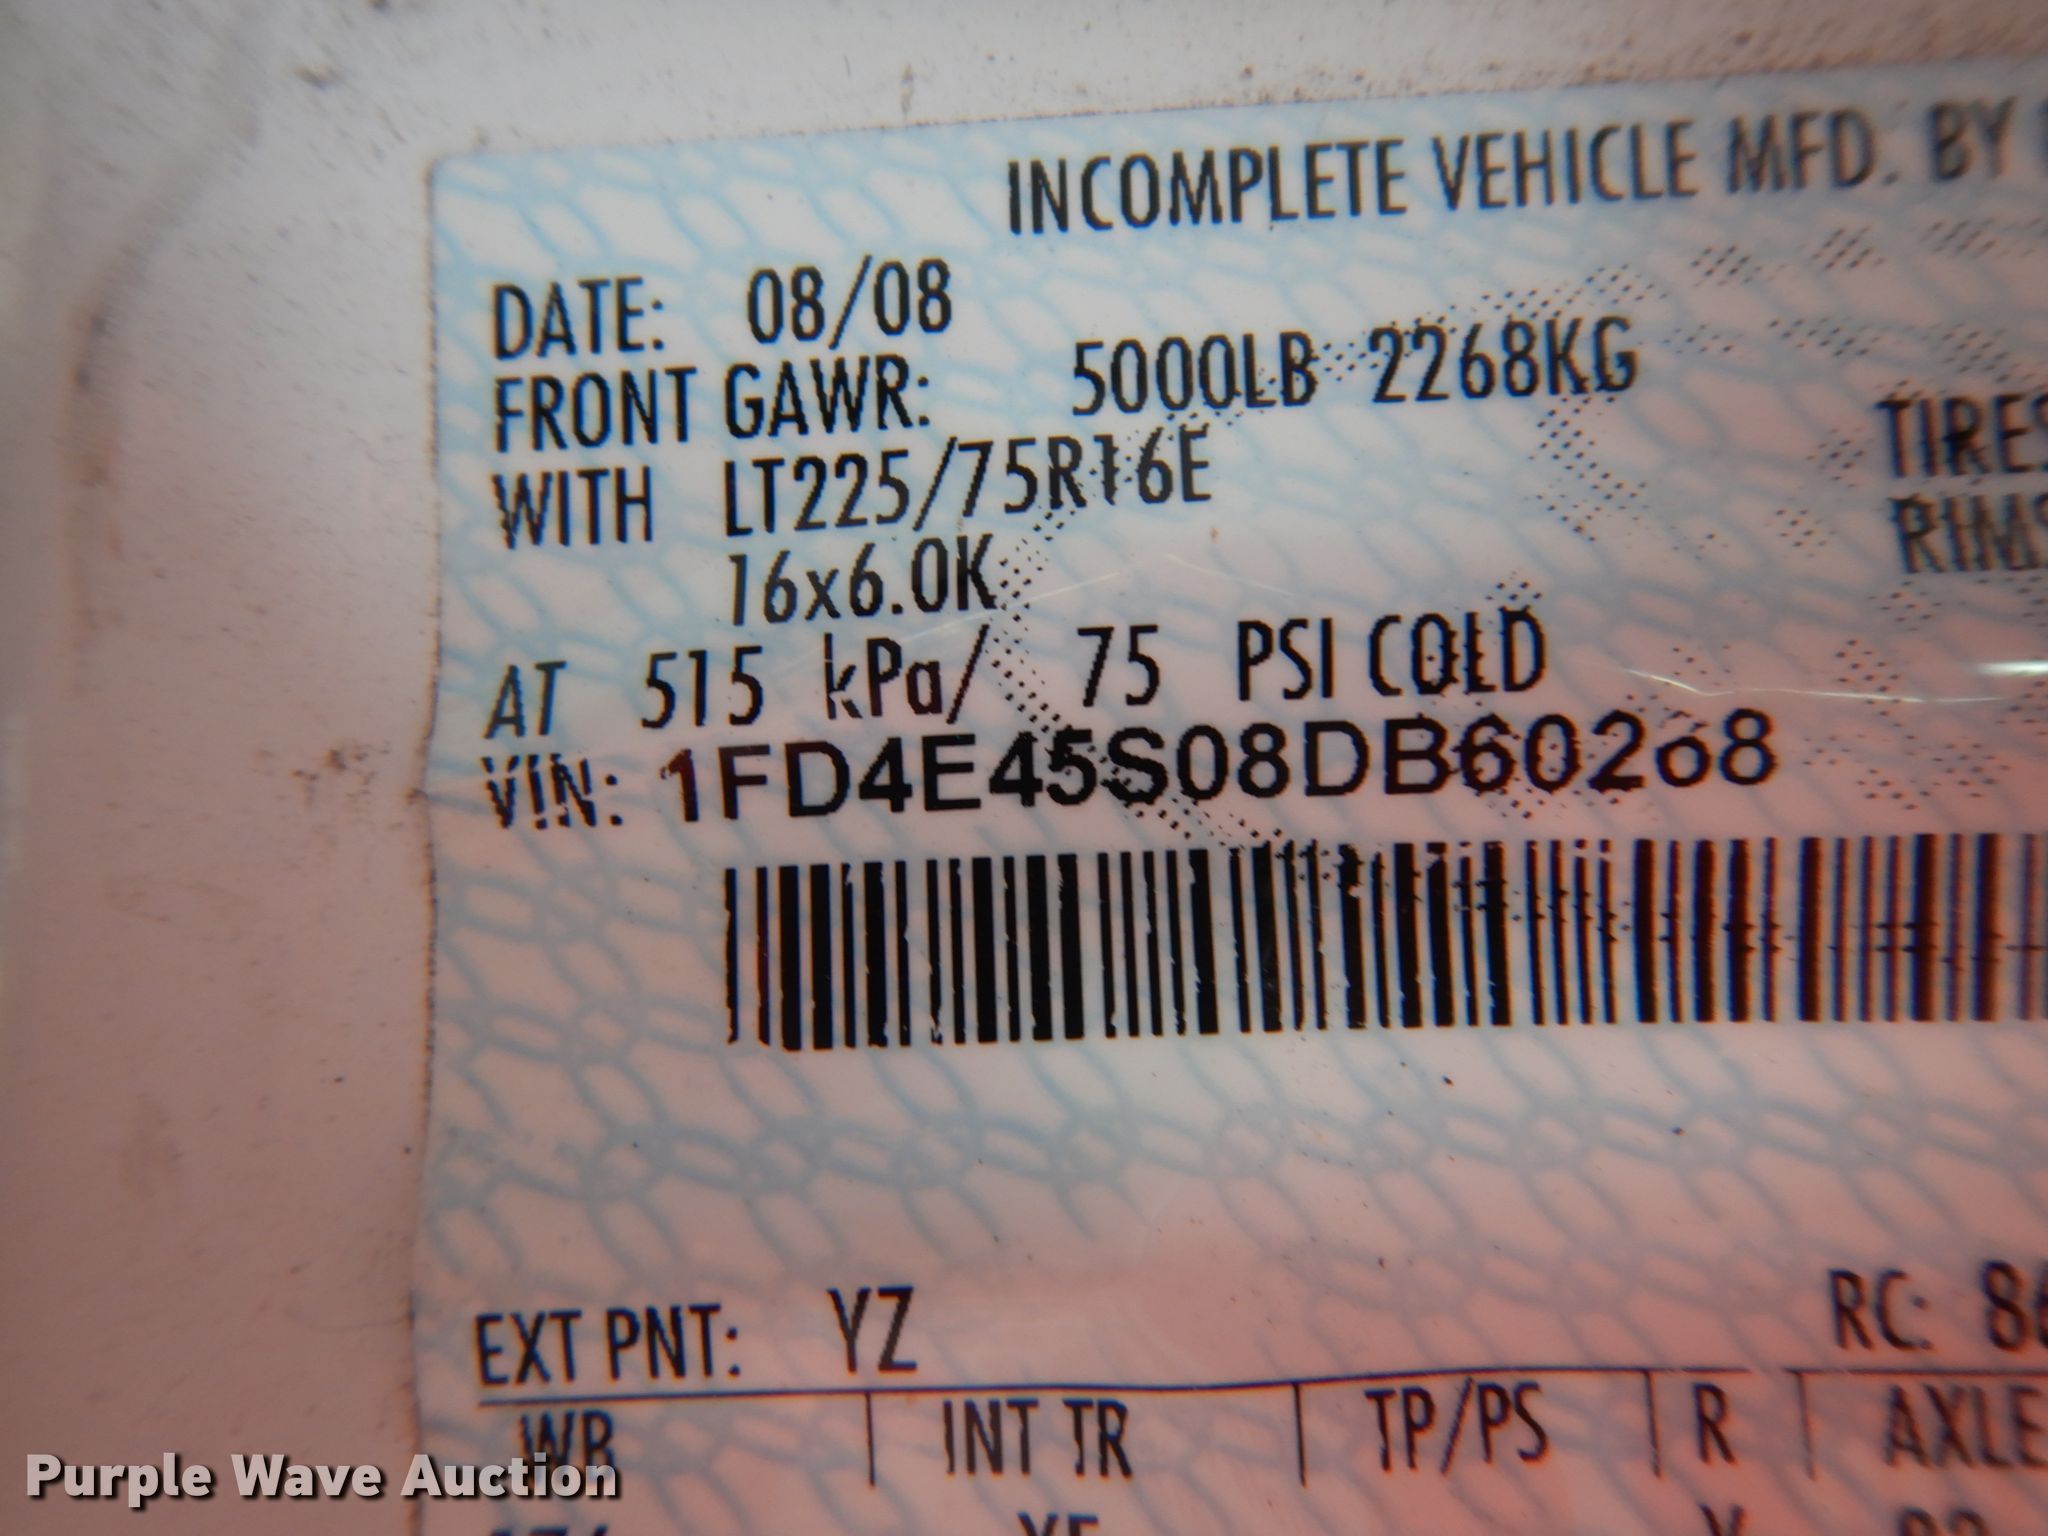 INCOMPLETE VEHICLE MFD. BY
DATE: 08/08
FRONT GAWR: 5000LB 2268KG
TIRES
WITH LT225/75R16E
RIMS
16x6.0K
AT 515 kPa/ 75 PSI COLD
VIN: 1FD4E45S08DB60268
EXT PNT: YZ RC: 86
WB INT TR TP/PS R AXLE
Purple Wave Auction